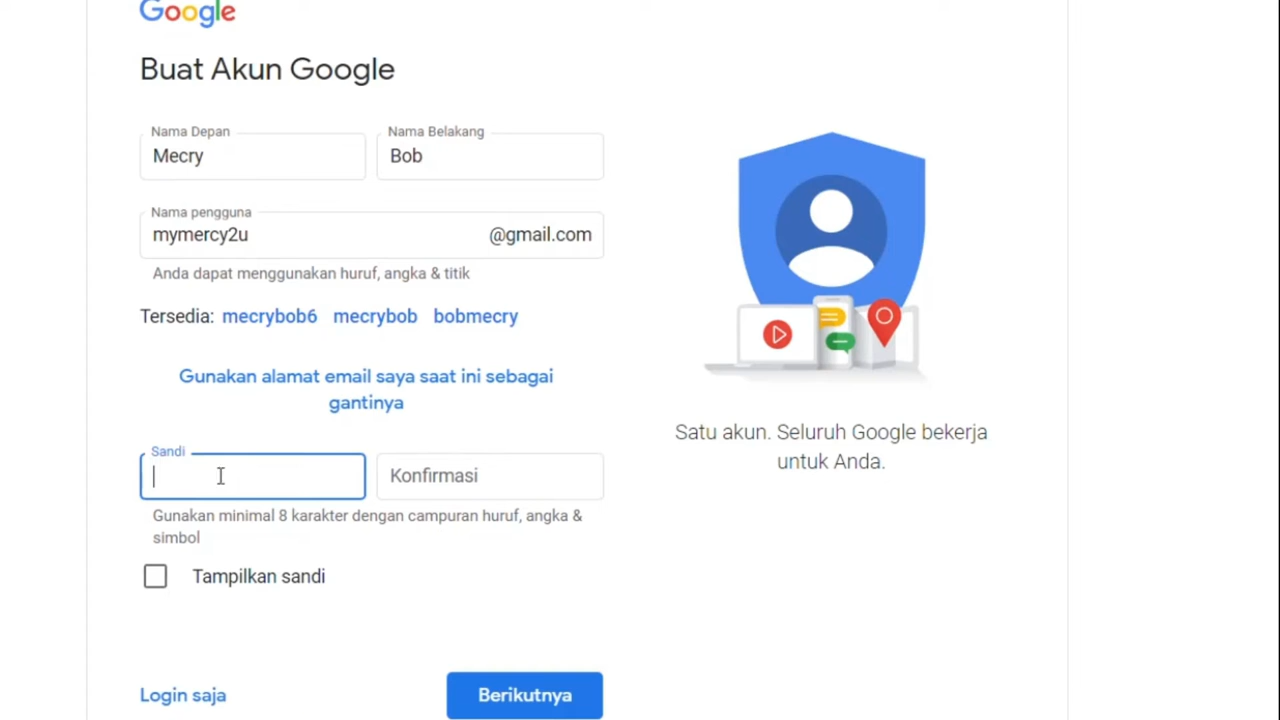 Google
Buat Akun Google
Nama Depan
Mecry
Nama Belakang
Bob
Nama pengguna
mymercy2u
@gmail.com
Anda dapat menggunakan huruf, angka & titik
Tersedia: mecrybob6 mecrybob bobmecry
Gunakan alamat email saya saat ini sebagai
gantinya
Sandi
Konfirmasi
Gunakan minimal 8 karakter dengan campuran huruf, angka &
simbol
Tampilkan sandi
Login saja
Berikutnya
Satu akun. Seluruh Google bekerja
untuk Anda.